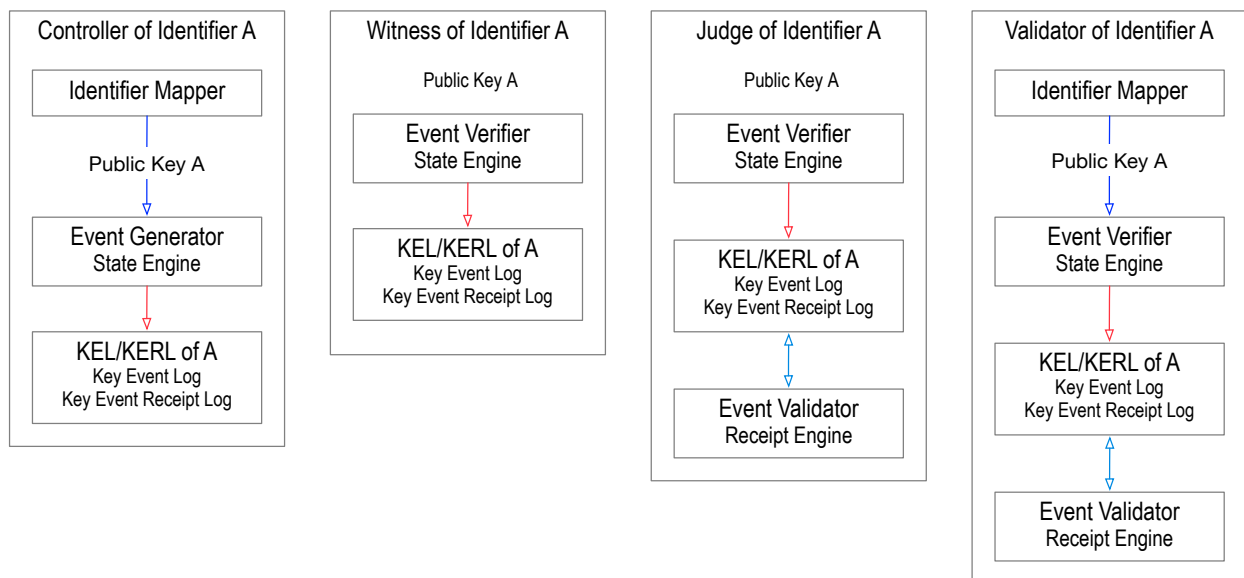 Controller of Identifier A
Identifier Mapper
Public Key A
Event Generator
State Engine
KEL/KERL of A
Key Event Log
Key Event Receipt Log
Witness of Identifier A
Public Key A
Event Verifier
State Engine
KEL/KERL of A
Key Event Log
Key Event Receipt Log
Judge of Identifier A
Public Key A
Event Verifier
State Engine
KEL/KERL of A
Key Event Log
Key Event Receipt Log
Event Validator
Receipt Engine
Validator of Identifier A
Identifier Mapper
Public Key A
Event Verifier
State Engine
KEL/KERL of A
Key Event Log
Key Event Receipt Log
Event Validator
Receipt Engine